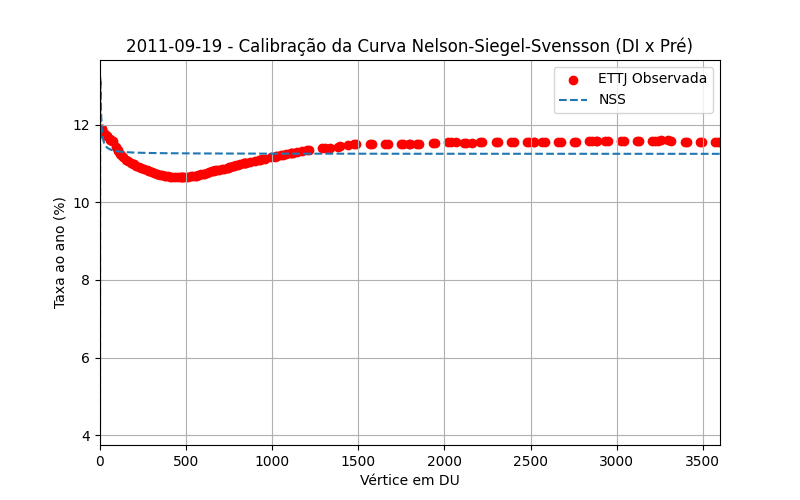 2011-09-19 - Calibração da Curva Nelson-Siegel-Svensson (DI x Pré)
ETTJ Observada
NSS
Taxa ao ano (%)
12
10
8
6
4
0 500 1000 1500 2000 2500 3000 3500
Vértice em DU